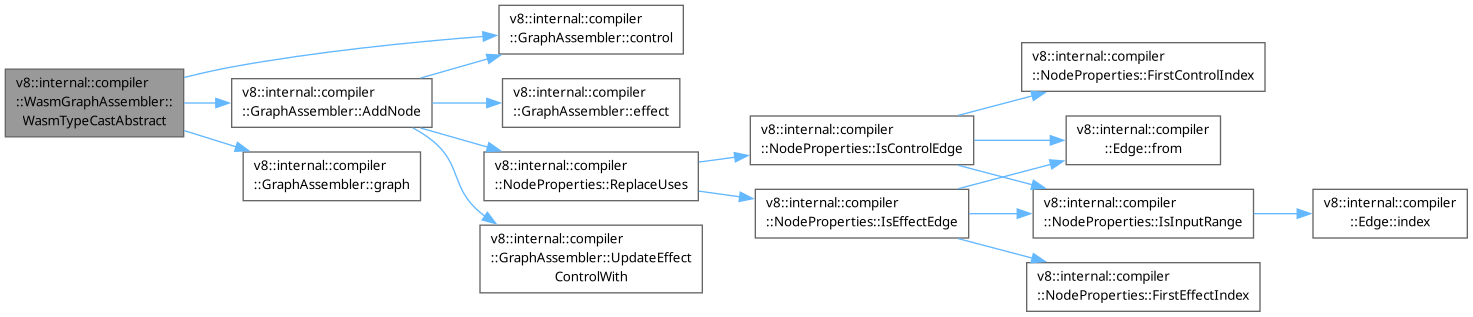 v8::internal::compiler
::WasmGraphAssembler::
WasmTypeCastAbstract
v8::internal::compiler
::GraphAssembler::control
v8::internal::compiler
::GraphAssembler::AddNode
v8::internal::compiler
::GraphAssembler::effect
v8::internal::compiler
::GraphAssembler::graph
v8::internal::compiler
::NodeProperties::ReplaceUses
v8::internal::compiler
::GraphAssembler::UpdateEffect
ControlWith
v8::internal::compiler
::NodeProperties::IsControlEdge
v8::internal::compiler
::NodeProperties::IsEffectEdge
v8::internal::compiler
::NodeProperties::FirstControlIndex
v8::internal::compiler
::Edge::from
v8::internal::compiler
::NodeProperties::IsInputRange
v8::internal::compiler
::NodeProperties::FirstEffectIndex
v8::internal::compiler
::Edge::index